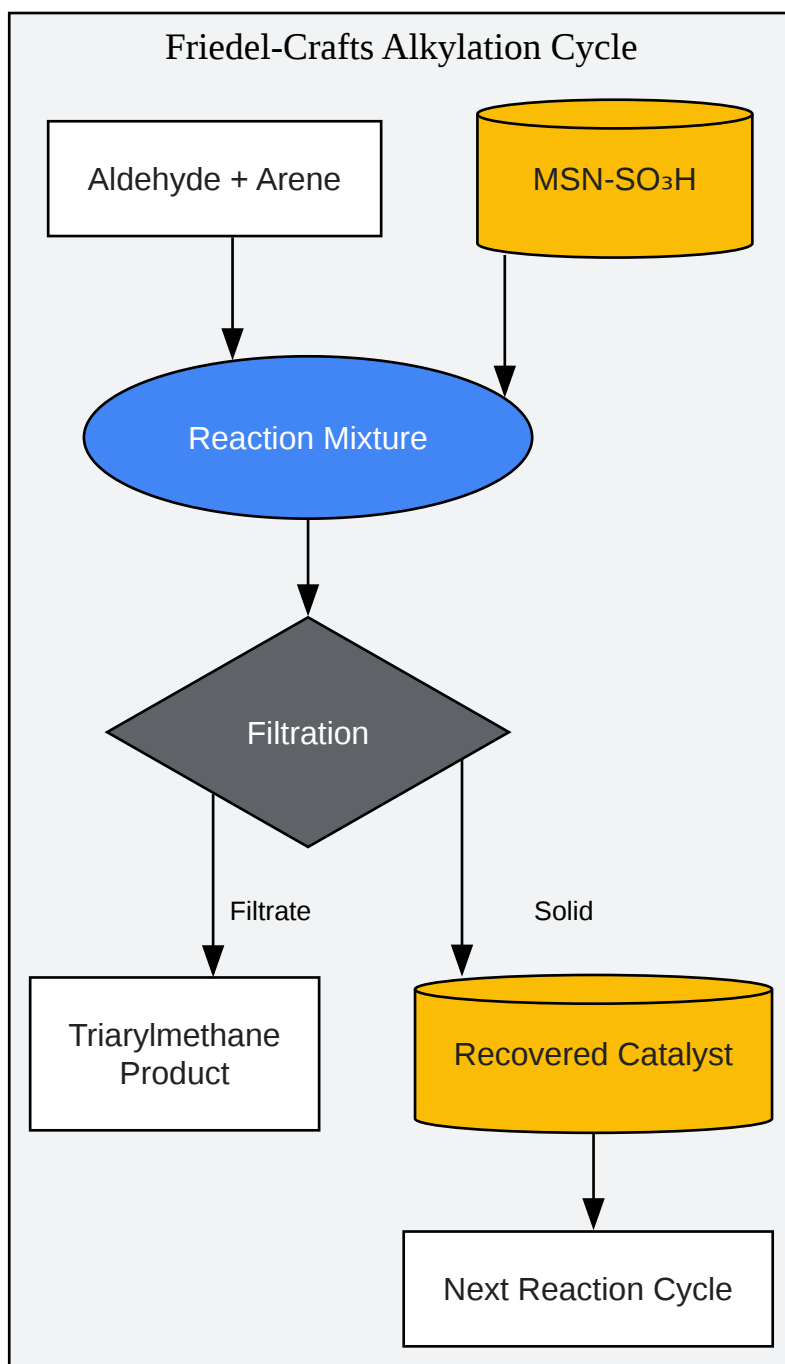 Friedel-Crafts Alkylation Cycle
Aldehyde + Arene
MSN-SO₃H
Reaction Mixture
Filtration
Filtrate
Solid
Triarylmethane
Product
Recovered Catalyst
Next Reaction Cycle